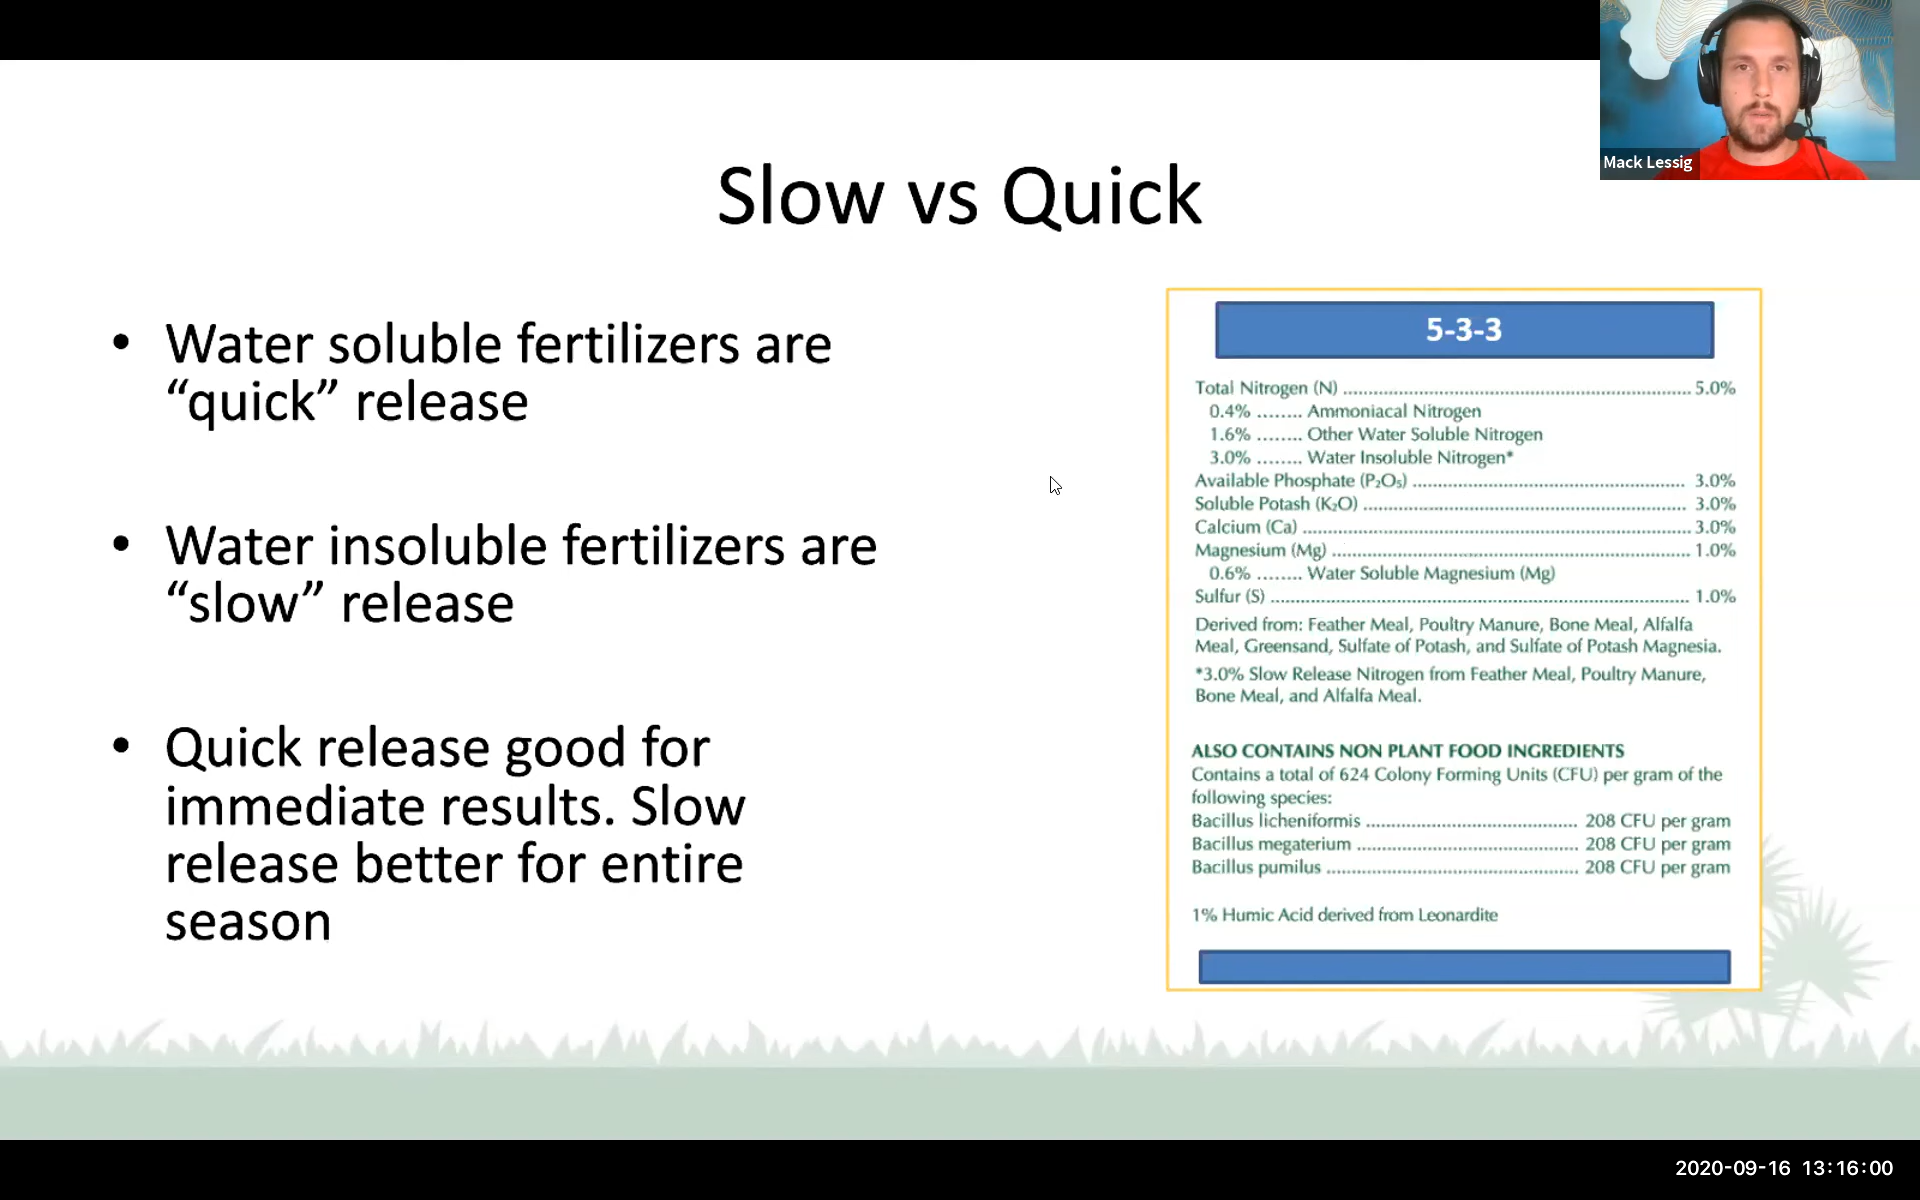 Mack Lessig
Slow vs Quick
• Water soluble fertilizers are
“quick” release
• Water insoluble fertilizers are
“slow” release
• Quick release good for
immediate results. Slow
release better for entire
season
5-3-3
Total Nitrogen (N) ........ 5.0%
0.4% ........ Ammoniacal Nitrogen
1.6% ........ Other Water Soluble Nitrogen
3.0% ........ Water Insoluble Nitrogen*
Available Phosphate (P₂O₅) ........ 3.0%
Soluble Potash (K₂O) ........ 3.0%
Calcium (Ca) ........ 3.0%
Magnesium (Mg) ........ 1.0%
0.6% ........ Water Soluble Magnesium (Mg)
Sulfur (S) ........ 1.0%
Derived from: Feather Meal, Poultry Manure, Bone Meal, Alfalfa
Meal, Greensand, Sulfate of Potash, and Sulfate of Potash Magnesia.
*3.0% Slow Release Nitrogen from Feather Meal, Poultry Manure,
Bone Meal, and Alfalfa Meal.
ALSO CONTAINS NON PLANT FOOD INGREDIENTS
Contains a total of 624 Colony Forming Units (CFU) per gram of the
following species:
Bacillus licheniformis ........ 208 CFU per gram
Bacillus megaterium ........ 208 CFU per gram
Bacillus pumilus ........ 208 CFU per gram
1% Humic Acid derived from Leonardite
2020-09-16 13:16:00